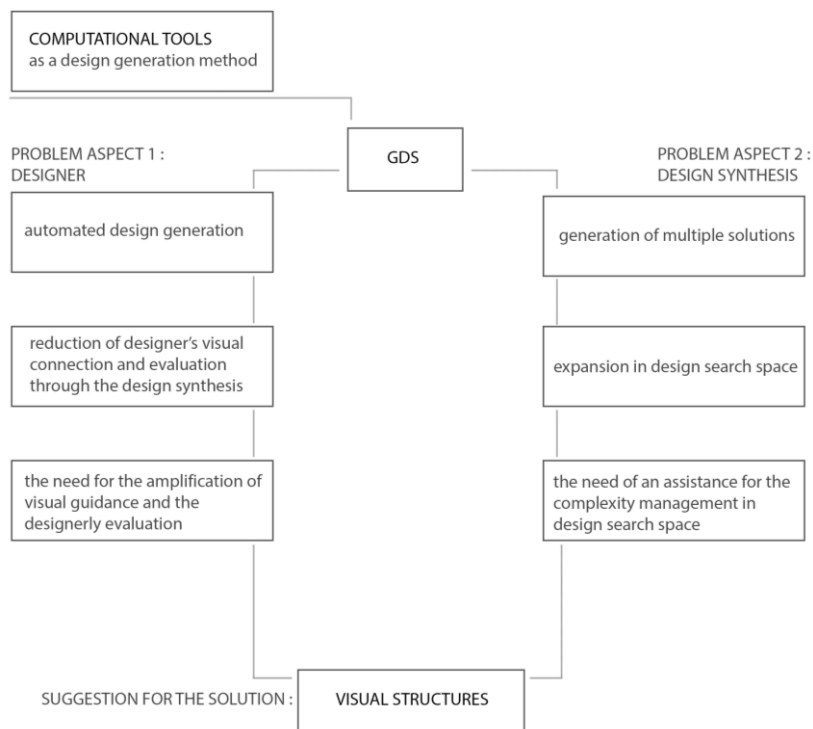 COMPUTATIONAL TOOLS
as a design generation method
GDS
PROBLEM ASPECT 1 :
DESIGNER
automated design generation
reduction of designer's visual
connection and evaluation
through the design synthesis
the need for the amplification of
visual guidance and the
designerly evaluation
PROBLEM ASPECT 2 :
DESIGN SYNTHESIS
generation of multiple solutions
expansion in design search space
the need of an assistance for the
complexity management in
design search space
SUGGESTION FOR THE SOLUTION :
VISUAL STRUCTURES